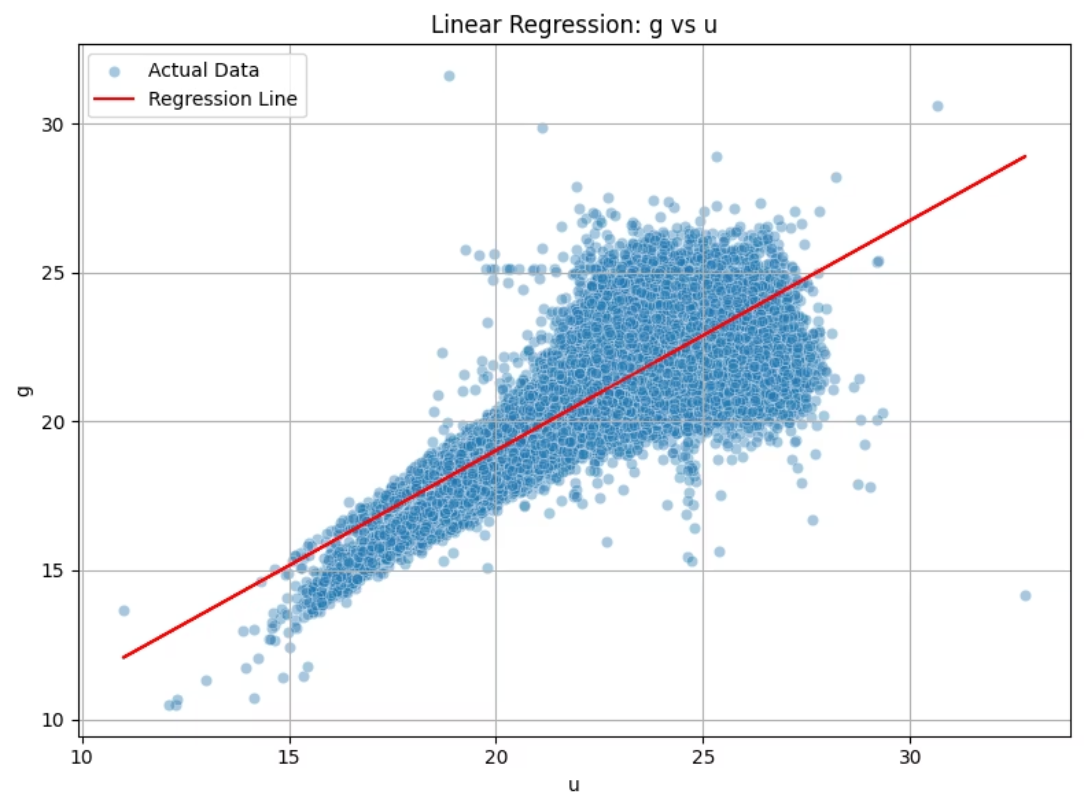 Linear Regression: g vs u
Actual Data
Regression Line
30
25
20
15
10
g
10 15 20 25 30
u